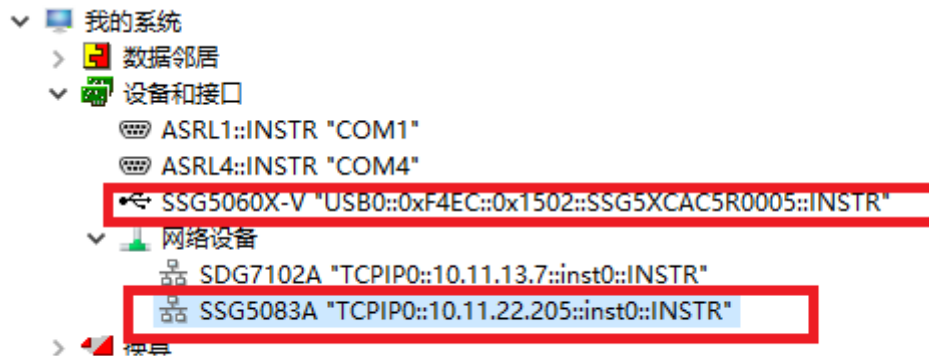 我的系统
数据邻居
设备和接口
ASRL1::INSTR "COM1"
ASRL4::INSTR "COM4"
SSG5060X-V "USB0::0xF4EC::0x1502::SSG5XCAC5R0005::INSTR"
网络设备
SDG7102A "TCPIP0::10.11.13.7::inst0::INSTR"
SSG5083A "TCPIP0::10.11.22.205::inst0::INSTR"